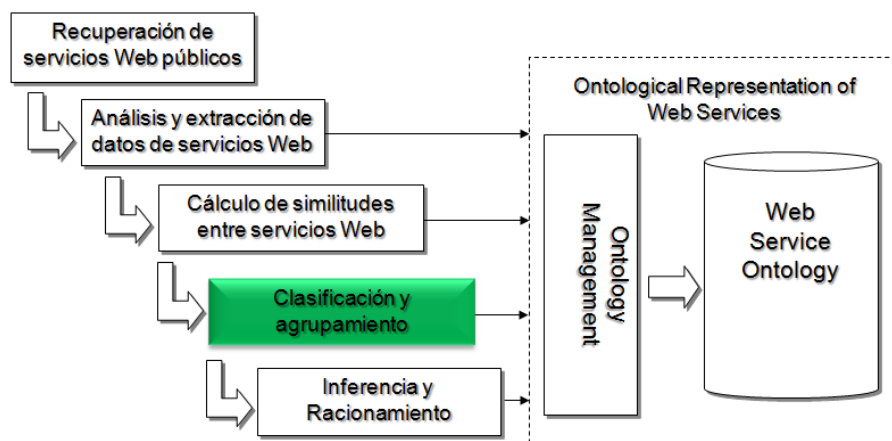 Recuperación de
servicios Web públicos
Análisis y extracción de
datos de servicios Web
Cálculo de similitudes
entre servicios Web
Clasificación y
agrupamiento
Inferencia y
Racionamiento
Ontological Representation of
Web Services
Ontology
Management
Web
Service
Ontology